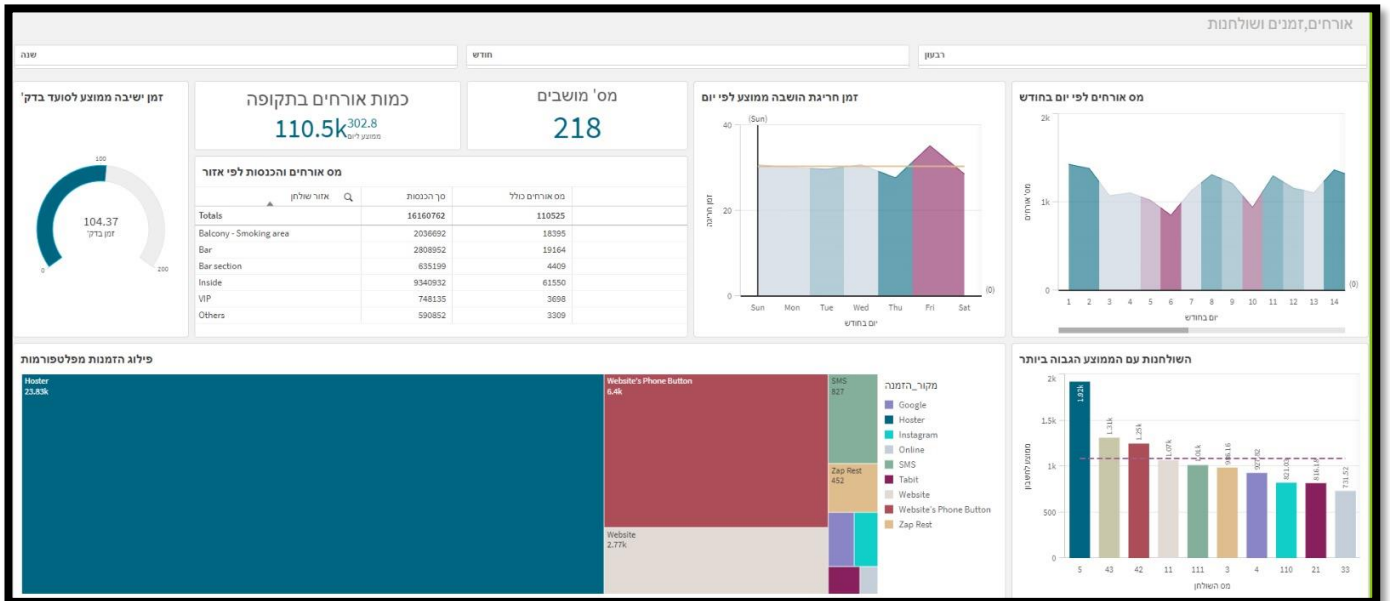 אורחים,זמנים ושולחנות
שנה
חודש
רבעון
זמן ישיבה ממוצע לסועד בדק'
100
104.37
זמן בדק'
0
200
כמות אורחים בתקופה
110.5k 302.8
ממוצע ליום
מס' מושבים
218
מס אורחים והכנסות לפי אזור
אזור שולחן סך הכנסות מס אורחים כולל
Totals 16160762 110525
Balcony - Smoking area 2036692 18395
Bar 2808952 19164
Bar section 635199 4409
Inside 9340932 61550
VIP 748135 3698
Others 590852 3309
זמן חריגת הושבה ממוצע לפי יום
(Sun)
40
20
0
זמן חריגה
(0)
Sun Mon Tue Wed Thu Fri Sat
יום בחודש
מס אורחים לפי יום בחודש
2k
1k
0
מס' אורחים
(0)
1 2 3 4 5 6 7 8 9 10 11 12 13 14
יום בחודש
פילוג הזמנות מפלטפורמות
Hoster
23.83k
Website's Phone Button
6.4k
Website
2.77k
SMS
827
Zap Rest
452
מקור_הזמנה
Google
Hoster
Instagram
Online
SMS
Tabit
Website
Website's Phone Button
Zap Rest
השולחנות עם הממוצע הגבוה ביותר
2k
1.5k
1k
500
0
ממוצע לחשבון
1.92k
1.31k
1.25k
1.07k
1.01k
731.52
5 43 42 11 111 3 4 110 21 33
מס השולחן